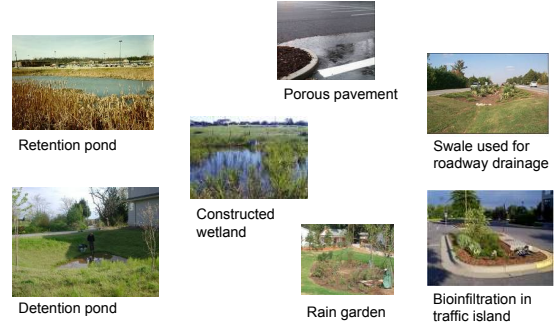 Retention pond
Porous pavement
Swale used for
roadway drainage
Constructed
wetland
Detention pond
Rain garden
Bioinfiltration in
traffic island